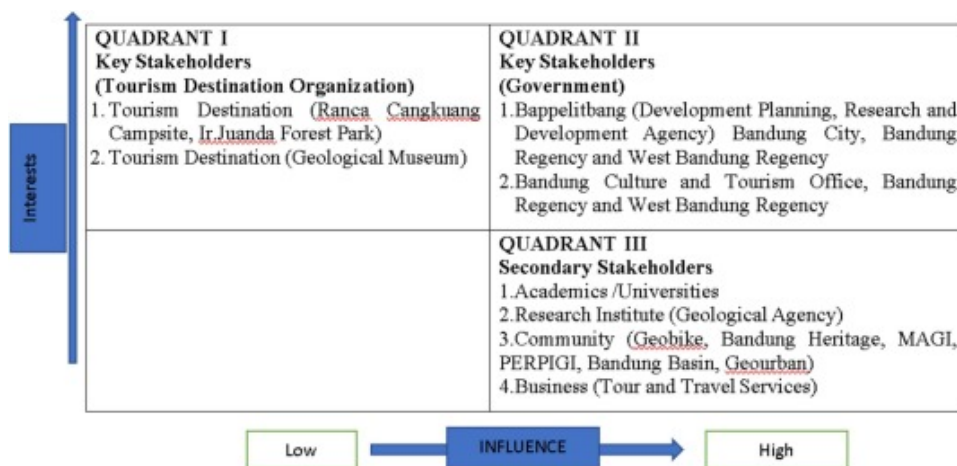 Interests
QUADRANT I
Key Stakeholders
(Tourism Destination Organization)
1. Tourism Destination (Ranca Cangkuang
Campsite, Ir.Juanda Forest Park)
2. Tourism Destination (Geological Museum)
QUADRANT II
Key Stakeholders
(Government)
1.Bappelitbang (Development Planning, Research and
Development Agency) Bandung City, Bandung
Regency and West Bandung Regency
2.Bandung Culture and Tourism Office, Bandung
Regency and West Bandung Regency
QUADRANT III
Secondary Stakeholders
1.Academics /Universities
2.Research Institute (Geological Agency)
3.Community (Geobike, Bandung Heritage, MAGI,
PERPIGI, Bandung Basin, Geourban)
4.Business (Tour and Travel Services)
Low
INFLUENCE
High